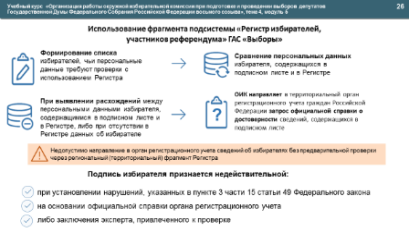 Учебный курс «Организация работы окружной избирательной комиссии при подготовке и проведении выборов депутатов
Государственной Думы Федерального Собрания Российской Федерации восьмого созыва», тема 4, модуль 6
26
Использование фрагмента подсистемы «Регистр избирателей,
участников референдума» ГАС «Выборы»
Формирование списка
избирателей, чьи персональные
данные требуют проверки с
использованием Регистра
Сравнение персональных данных
избирателя, содержащихся в
подписном листе и в Регистре
При выявлении расхождений между
персональными данными избирателя,
содержащимися в подписном листе и
в Регистре, либо при отсутствии в
Регистре данных об избирателе
ОИК направляет в территориальный орган
регистрационного учета граждан Российской
Федерации запрос официальной справки о
достоверности сведений, содержащихся в
подписном листе
Недопустимо направление в орган регистрационного учета сведений об избирателях без предварительной проверки
через региональный (территориальный) фрагмент Регистра
Подпись избирателя признается недействительной:
при установлении нарушений, указанных в пункте 3 части 15 статьи 49 Федерального закона
на основании официальной справки органа регистрационного учета
либо заключения эксперта, привлеченного к проверке